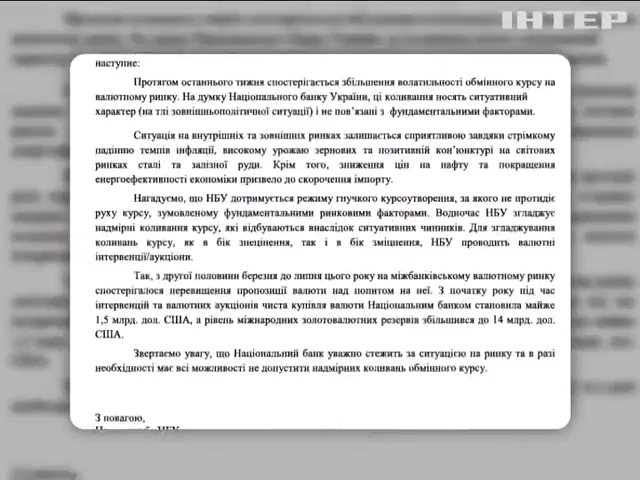 ІНТЕР
наступне:
Протягом останнього тижня спостерігається збільшення волатильності обмінного курсу на
валютному ринку. На думку Національного банку України, ці коливання носять ситуативний
характер (на тлі зовнішньополітичної ситуації) і не пов'язані з фундаментальними факторами.
Ситуація на внутрішніх та зовнішніх ринках залишається сприятливою завдяки стрімкому
падінню темпів інфляції, високому урожаю зернових та позитивній кон'юнктурі на світових
ринках сталі та залізної руди. Крім того, зниження цін на нафту та покращення
енергоефективності економіки призвело до скорочення імпорту.
Нагадуємо, що НБУ дотримується режиму гнучкого курсоутворення, за якого не протидіє
руху курсу, зумовленому фундаментальними ринковими факторами. Водночас НБУ згладжує
надмірні коливання курсу, які відбуваються внаслідок ситуативних чинників. Для згладжування
коливань курсу, як в бік знецінення, так і в бік зміцнення, НБУ проводить валютні
інтервенції/аукціони.
Так, з другої половини березня до липня цього року на міжбанківському валютному ринку
спостерігалося перевищення пропозиції валюти над попитом на неї. З початку року під час
інтервенцій та валютних аукціонів чиста купівля валюти Національним банком становила майже
1,5 млрд. дол. США, а рівень міжнародних золотовалютних резервів збільшився до 14 млрд. дол.
США.
Звертаємо увагу, що Національний банк уважно стежить за ситуацією на ринку та в разі
необхідності має всі можливості не допустити надмірних коливань обмінного курсу.
З повагою,
НБУ